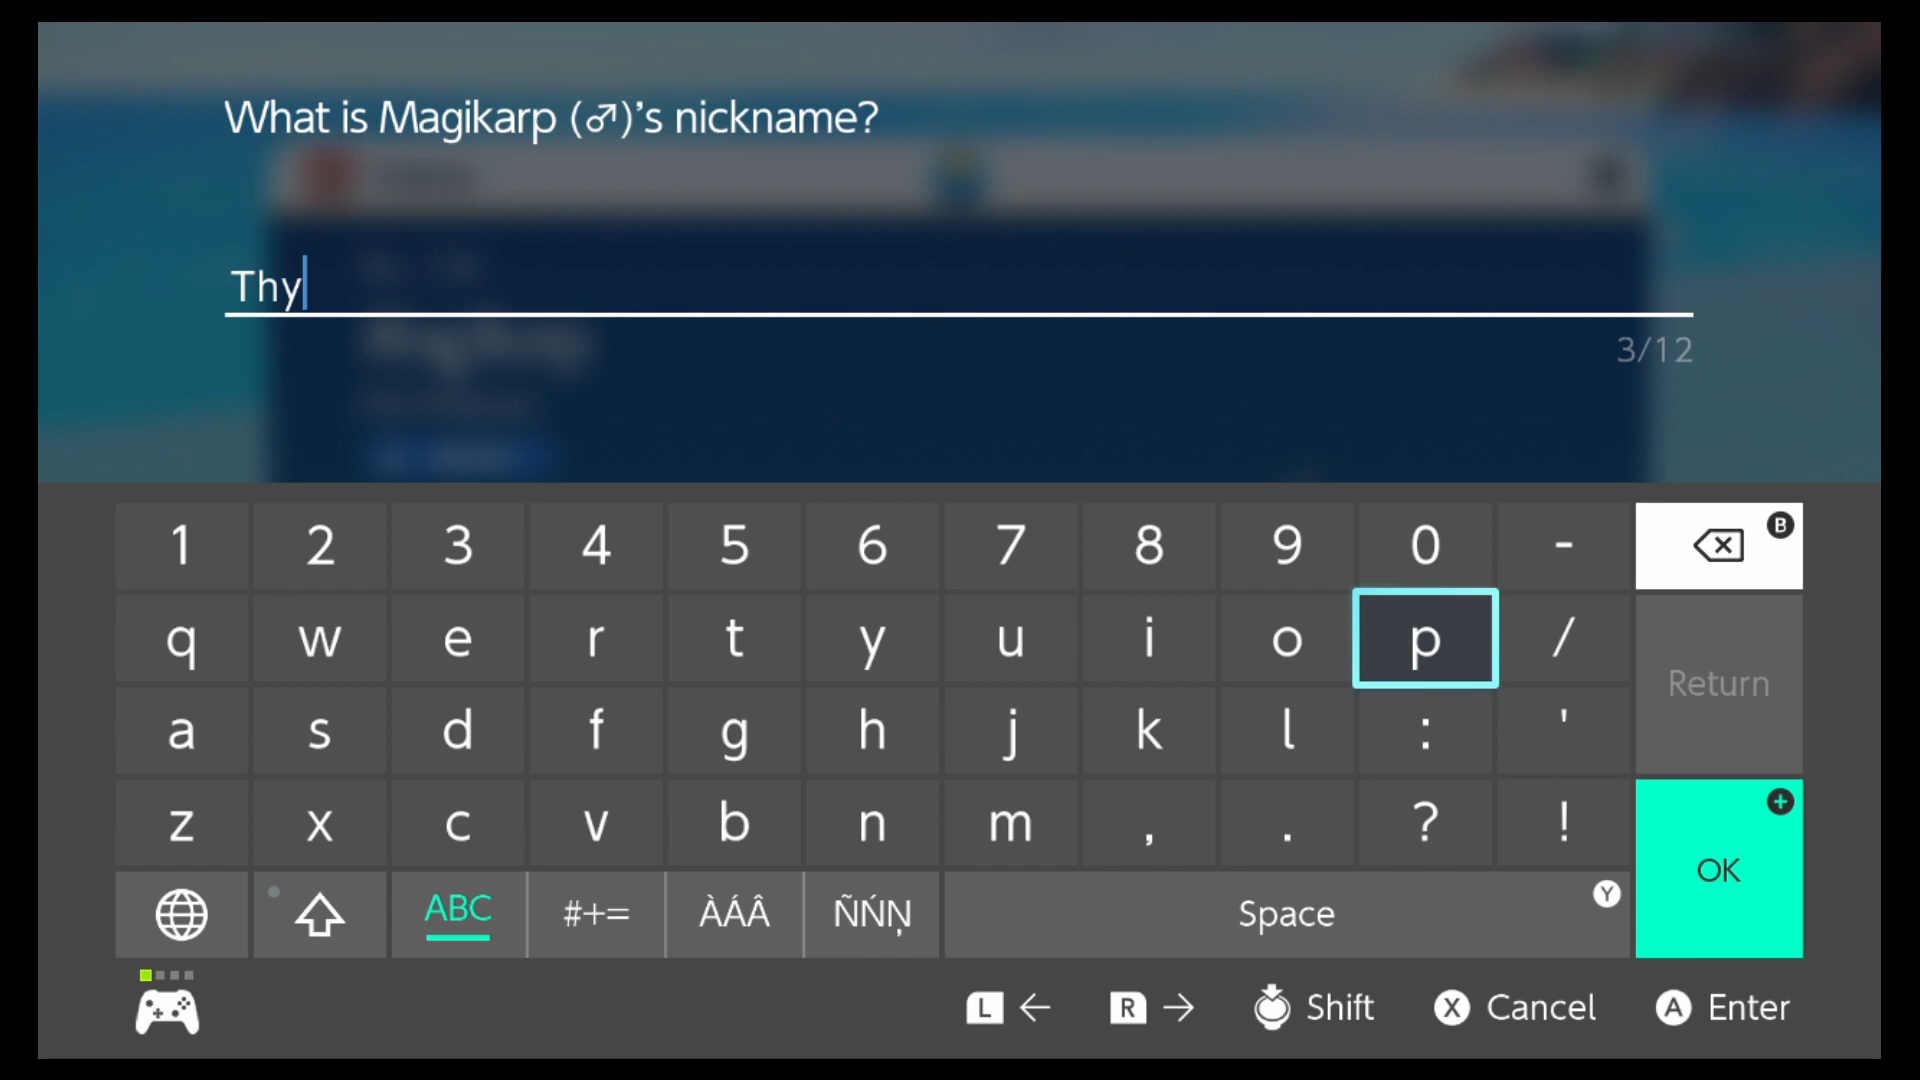 What is Magikarp (♂)'s nickname?
Thy
3/12
1 2 3 4 5 6 7 8 9 0 - B
q w e r t y u i o p /
Return
a s d f g h j k l : '
z x c v b n m , . ? ! +
OK
ABC #+= ÀÁÂ ÑŃŅ Space Y
L ← R → Shift X Cancel A Enter